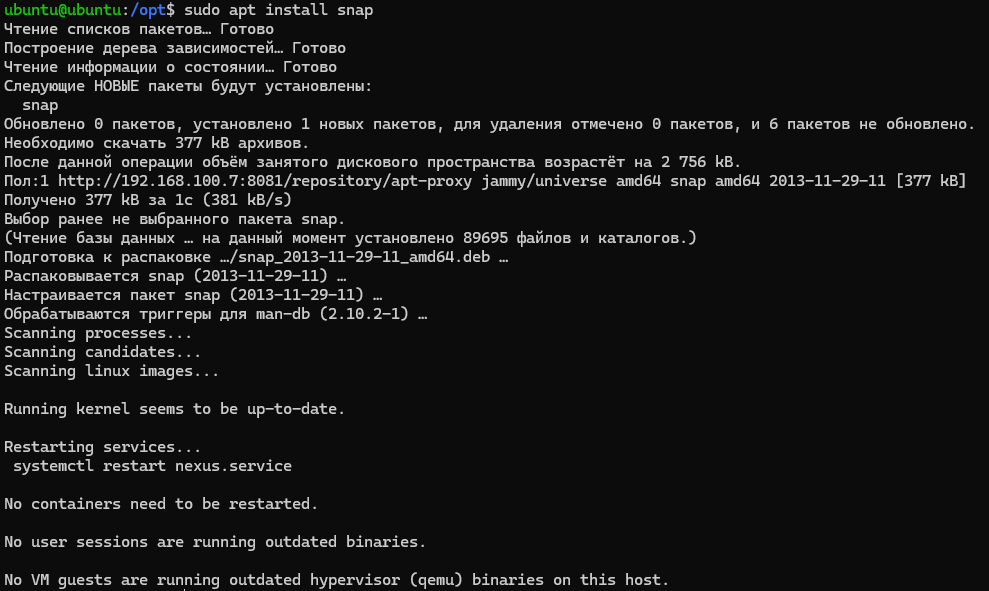 ubuntu@ubuntu:/opt$ sudo apt install snap
Чтение списков пакетов… Готово
Построение дерева зависимостей… Готово
Чтение информации о состоянии… Готово
Следующие НОВЫЕ пакеты будут установлены:
  snap
Обновлено 0 пакетов, установлено 1 новых пакетов, для удаления отмечено 0 пакетов, и 6 пакетов не обновлено.
Необходимо скачать 377 kB архивов.
После данной операции объём занятого дискового пространства возрастёт на 2 756 kB.
Пол:1 http://192.168.100.7:8081/repository/apt-proxy jammy/universe amd64 snap amd64 2013-11-29-11 [377 kB]
Получено 377 kB за 1с (381 kB/s)
Выбор ранее не выбранного пакета snap.
(Чтение базы данных … на данный момент установлено 89695 файлов и каталогов.)
Подготовка к распаковке …/snap_2013-11-29-11_amd64.deb …
Распаковывается snap (2013-11-29-11) …
Настраивается пакет snap (2013-11-29-11) …
Обрабатываются триггеры для man-db (2.10.2-1) …
Scanning processes...
Scanning candidates...
Scanning linux images...

Running kernel seems to be up-to-date.

Restarting services...
 systemctl restart nexus.service

No containers need to be restarted.

No user sessions are running outdated binaries.

No VM guests are running outdated hypervisor (qemu) binaries on this host.